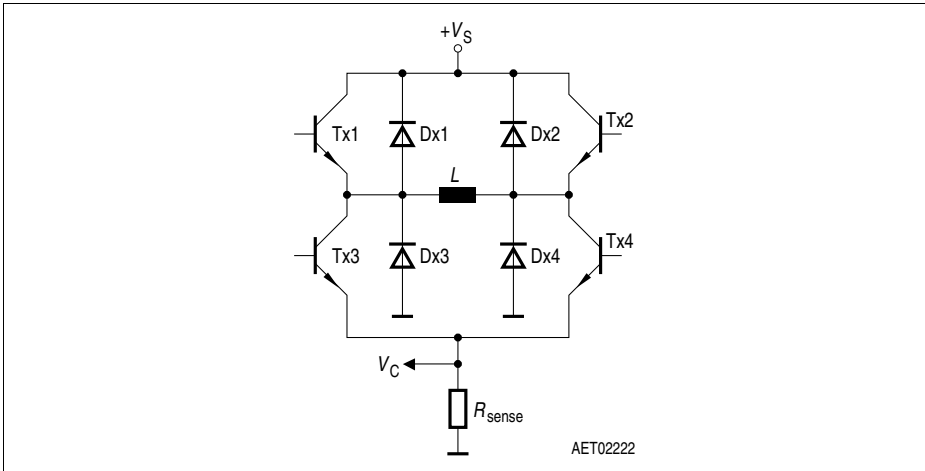 +VS
Tx1
Dx1
Dx2
Tx2
L
Tx3
Dx3
Dx4
Tx4
VC
Rsense
AET02222